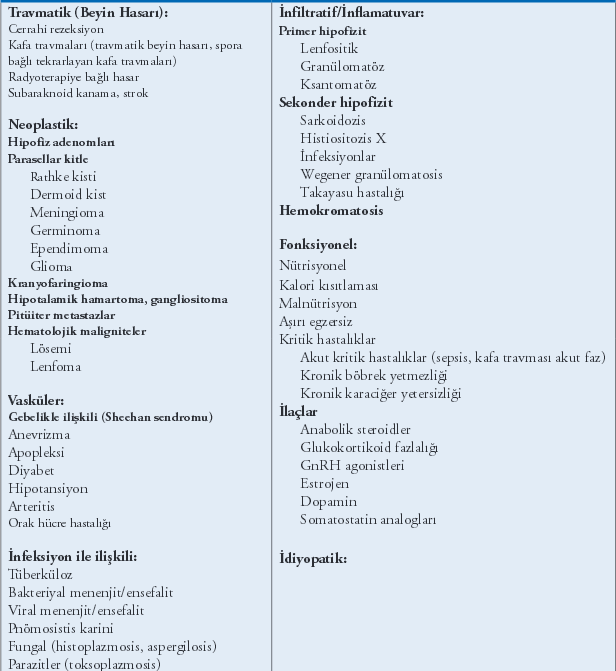 Travmatik (Beyin Hasarı):
Cerrahi rezeksiyon
Kafa travmaları (travmatik beyin hasarı, spora
bağlı tekrarlayan kafa travmaları)
Radyoterapiye bağlı hasar
Subaraknoid kanama, strok
Neoplastik:
Hipofiz adenomları
Parasellar kitle
Rathke kisti
Dermoid kist
Meningioma
Germinoma
Ependimoma
Glioma
Kranyofaringioma
Hipotalamik hamartoma, gangliositoma
Pitüiter metastazlar
Hematolojik maligniteler
Lösemi
Lenfoma
Vasküler:
Gebelikle ilişkili (Sheehan sendromu)
Anevrizma
Apopleksi
Diyabet
Hipotansiyon
Arteritis
Orak hücre hastalığı
İnfeksiyon ile ilişkili:
Tüberküloz
Bakteriyal menenjit/ensefalit
Viral menenjit/ensefalit
Pnömosistis karini
Fungal (histoplazmosis, aspergilosis)
Parazitler (toksoplazmosis)
İnfiltratif/İnflamatuvar:
Primer hipofizit
Lenfositik
Granülomatöz
Ksantomatöz
Sekonder hipofizit
Sarkoidozis
Histiositozis X
İnfeksiyonlar
Wegener granülomatosis
Takayasu hastalığı
Hemokromatosis
Fonksiyonel:
Nütrisyonel
Kalori kısıtlaması
Malnütrisyon
Aşırı egzersiz
Kritik hastalıklar
Akut kritik hastalıklar (sepsis, kafa travması akut faz)
Kronik böbrek yetmezliği
Kronik karaciğer yetersizliği
İlaçlar
Anabolik steroidler
Glukokortikoid fazlalığı
GnRH agonistleri
Estrojen
Dopamin
Somatostatin analogları
İdiyopatik: